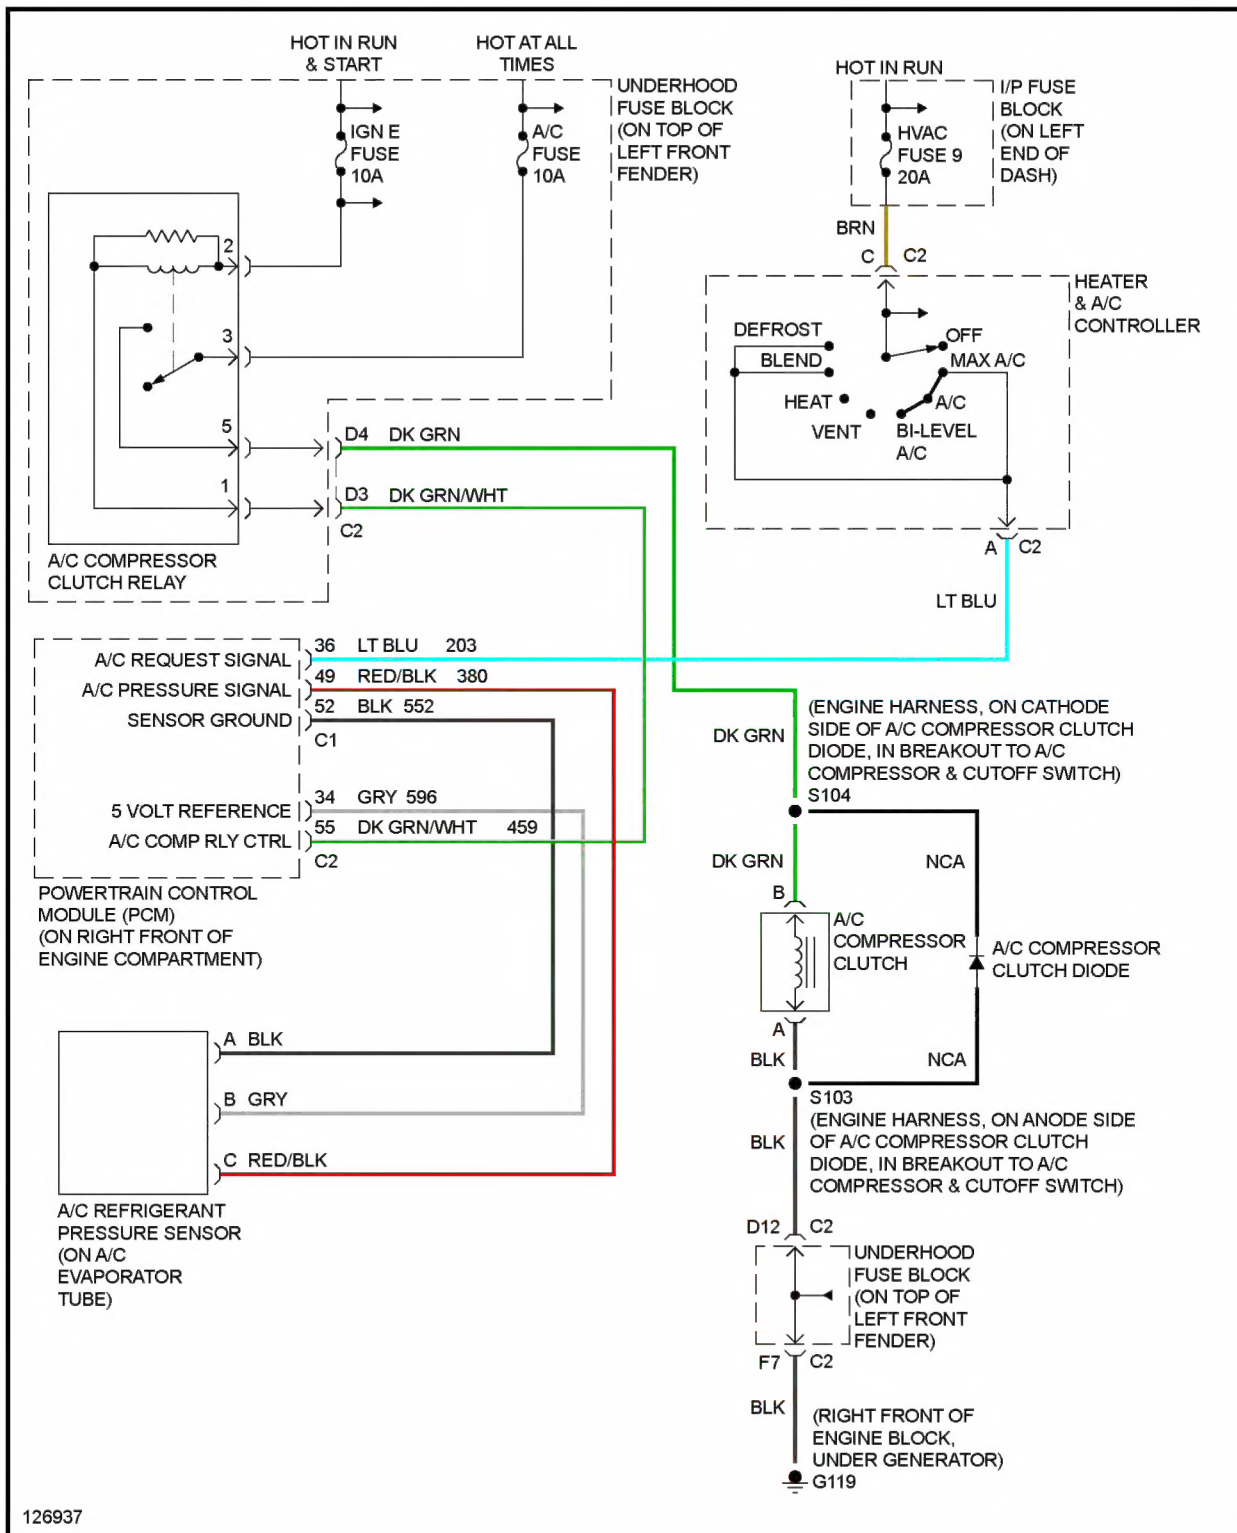 HOT IN RUN
& START
HOT AT ALL
TIMES
UNDERHOOD
FUSE BLOCK
(ON TOP OF
LEFT FRONT
FENDER)
IGN E
FUSE
10A
A/C
FUSE
10A
HOT IN RUN
I/P FUSE
BLOCK
(ON LEFT
END OF
DASH)
HVAC
FUSE 9
20A
BRN
C C2
2
3
5
1
A/C COMPRESSOR
CLUTCH RELAY
D4 DK GRN
D3 DK GRN/WHT
C2
HEATER
& A/C
CONTROLLER
DEFROST
BLEND
HEAT
VENT
OFF
MAX A/C
A/C
BI-LEVEL
A/C
A C2
LT BLU
A/C REQUEST SIGNAL
36 LT BLU 203
A/C PRESSURE SIGNAL
49 RED/BLK 380
SENSOR GROUND
52 BLK 552
C1
5 VOLT REFERENCE
34 GRY 596
A/C COMP RLY CTRL
55 DK GRN/WHT 459
C2
POWERTRAIN CONTROL
MODULE (PCM)
(ON RIGHT FRONT OF
ENGINE COMPARTMENT)
DK GRN
(ENGINE HARNESS, ON CATHODE
SIDE OF A/C COMPRESSOR CLUTCH
DIODE, IN BREAKOUT TO A/C
COMPRESSOR & CUTOFF SWITCH)
S104
DK GRN
NCA
B
A/C
COMPRESSOR
CLUTCH
A/C COMPRESSOR
CLUTCH DIODE
A
BLK
NCA
S103
(ENGINE HARNESS, ON ANODE SIDE
OF A/C COMPRESSOR CLUTCH
DIODE, IN BREAKOUT TO A/C
COMPRESSOR & CUTOFF SWITCH)
BLK
A BLK
B GRY
C RED/BLK
A/C REFRIGERANT
PRESSURE SENSOR
(ON A/C
EVAPORATOR
TUBE)
D12 C2
UNDERHOOD
FUSE BLOCK
(ON TOP OF
LEFT FRONT
FENDER)
F7 C2
BLK
(RIGHT FRONT OF
ENGINE BLOCK,
UNDER GENERATOR)
G119
126937